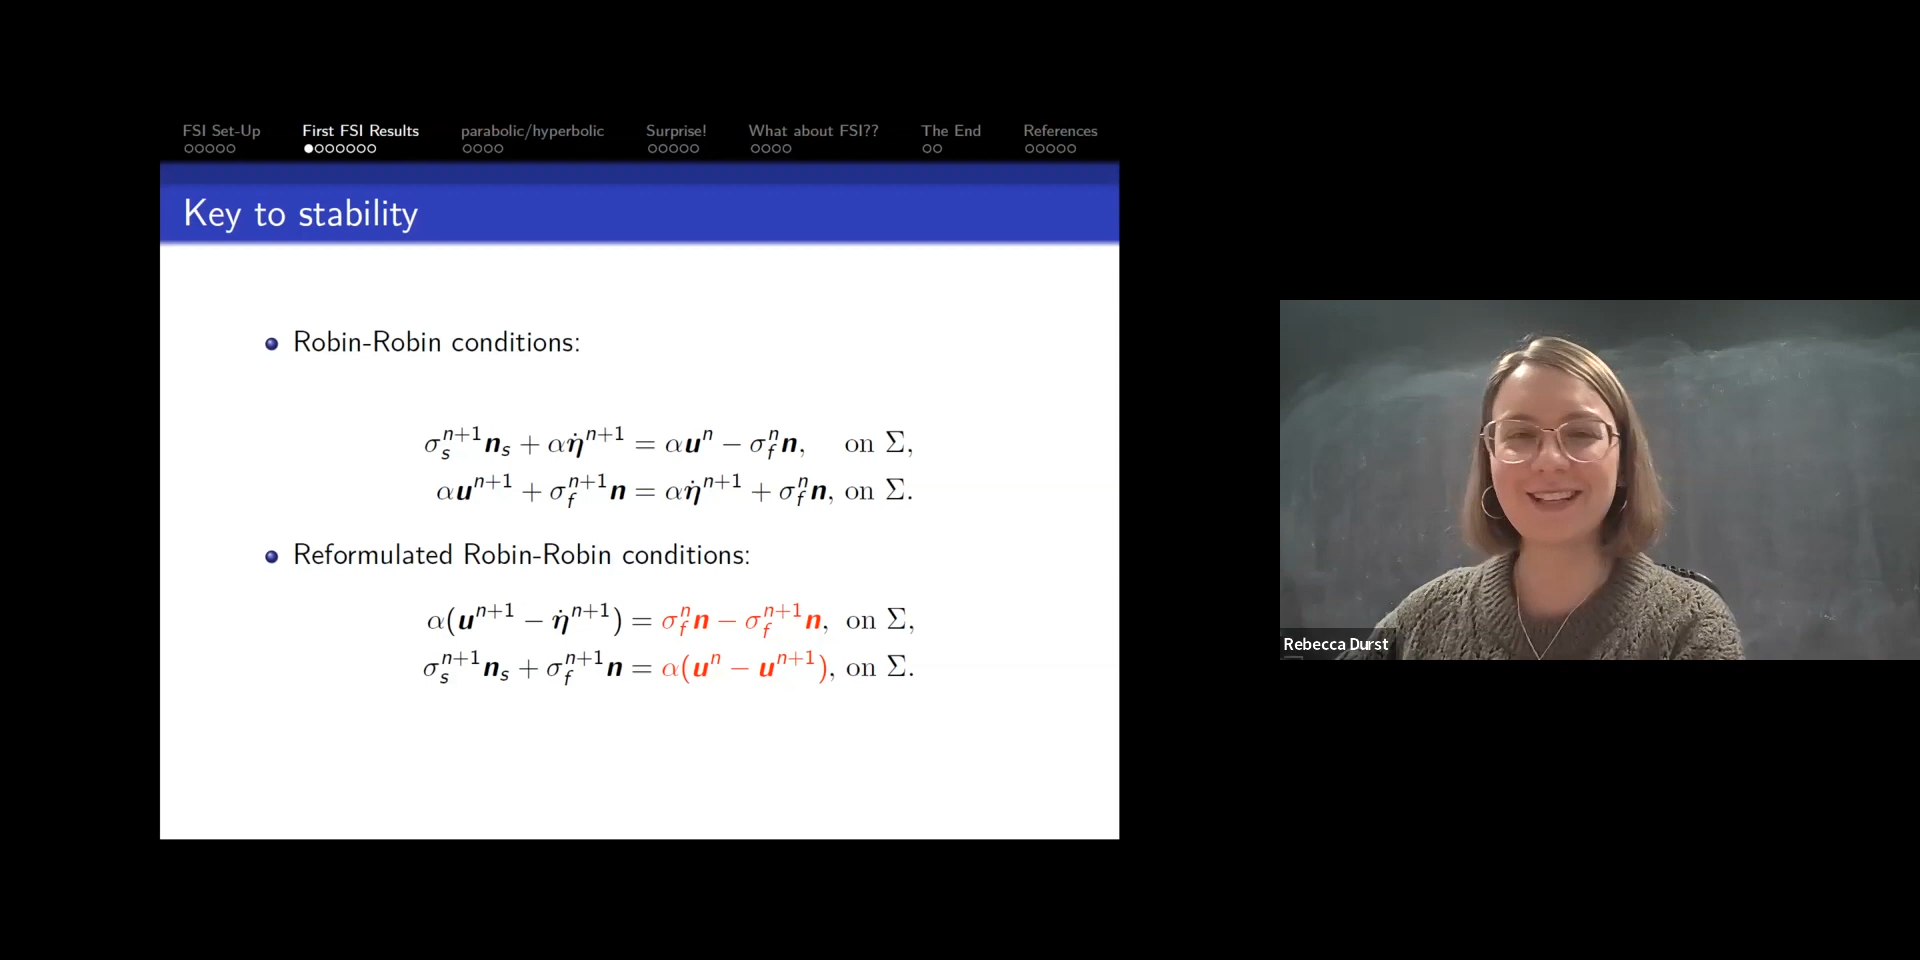 FSI Set-Up First FSI Results parabolic/hyperbolic Surprise! What about FSI?? The End References
Key to stability
Robin-Robin conditions:
σ_s^{n+1} n_s + α η̇^{n+1} = α u^n − σ_f^n n, on Σ,
α u^{n+1} + σ_f^{n+1} n = α η̇^{n+1} + σ_f^n n, on Σ.
Reformulated Robin-Robin conditions:
α(u^{n+1} − η̇^{n+1}) = σ_f^n n − σ_f^{n+1} n, on Σ,
σ_s^{n+1} n_s + σ_f^{n+1} n = α(u^n − u^{n+1}), on Σ.
Rebecca Durst